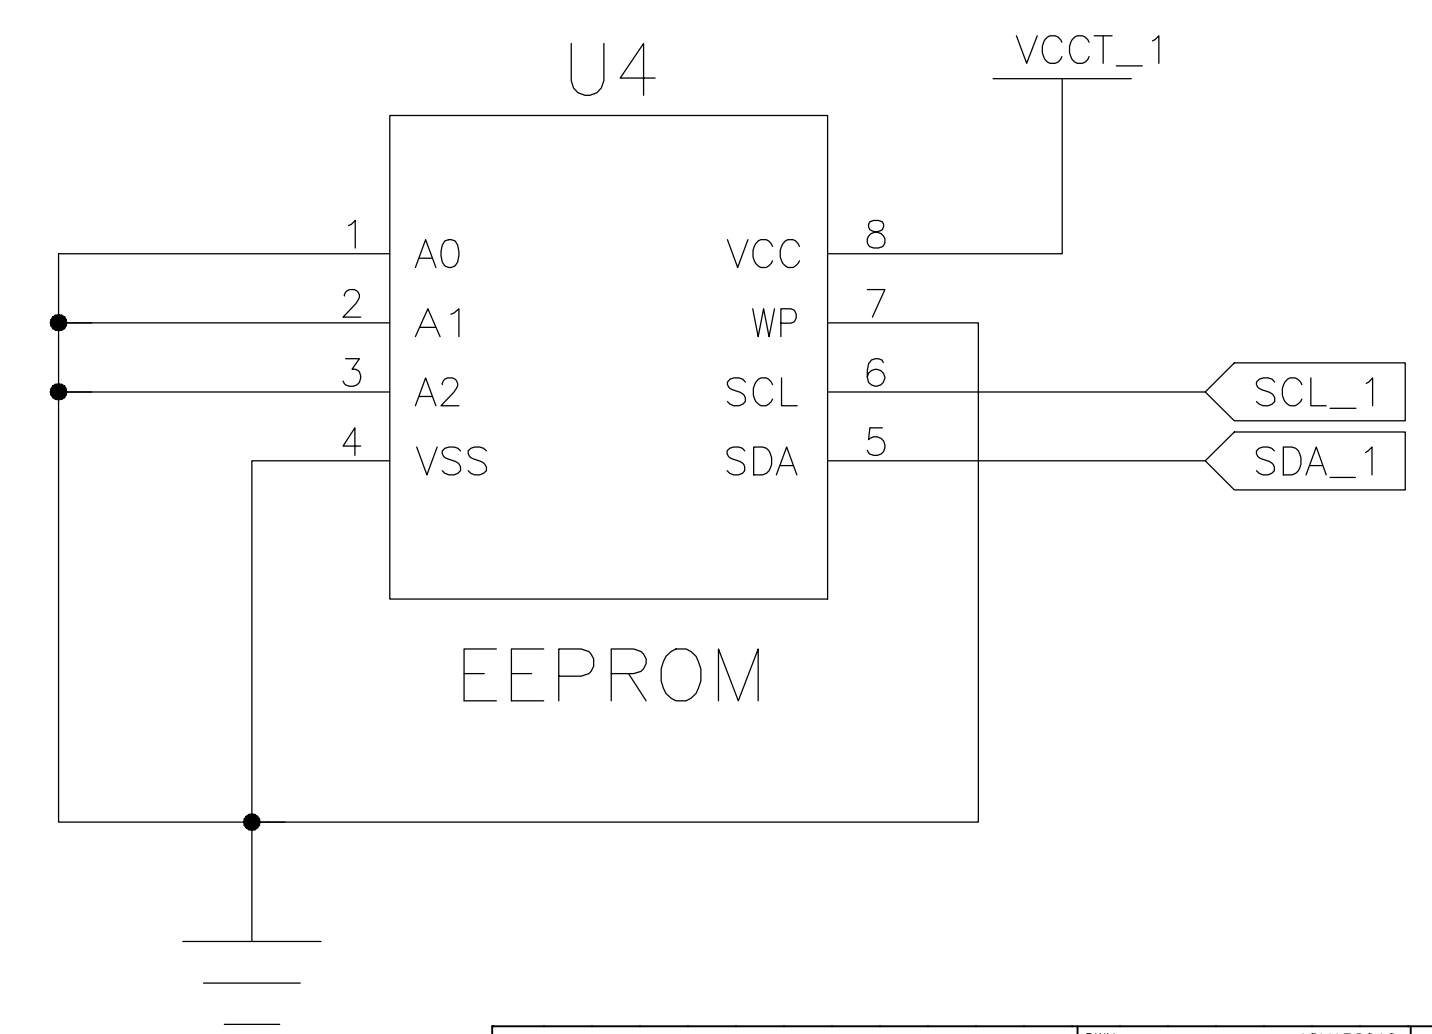 U4
VCCT_1
1 A0 VCC 8
2 A1 WP 7
3 A2 SCL 6 SCL_1
4 VSS SDA 5 SDA_1
EEPROM